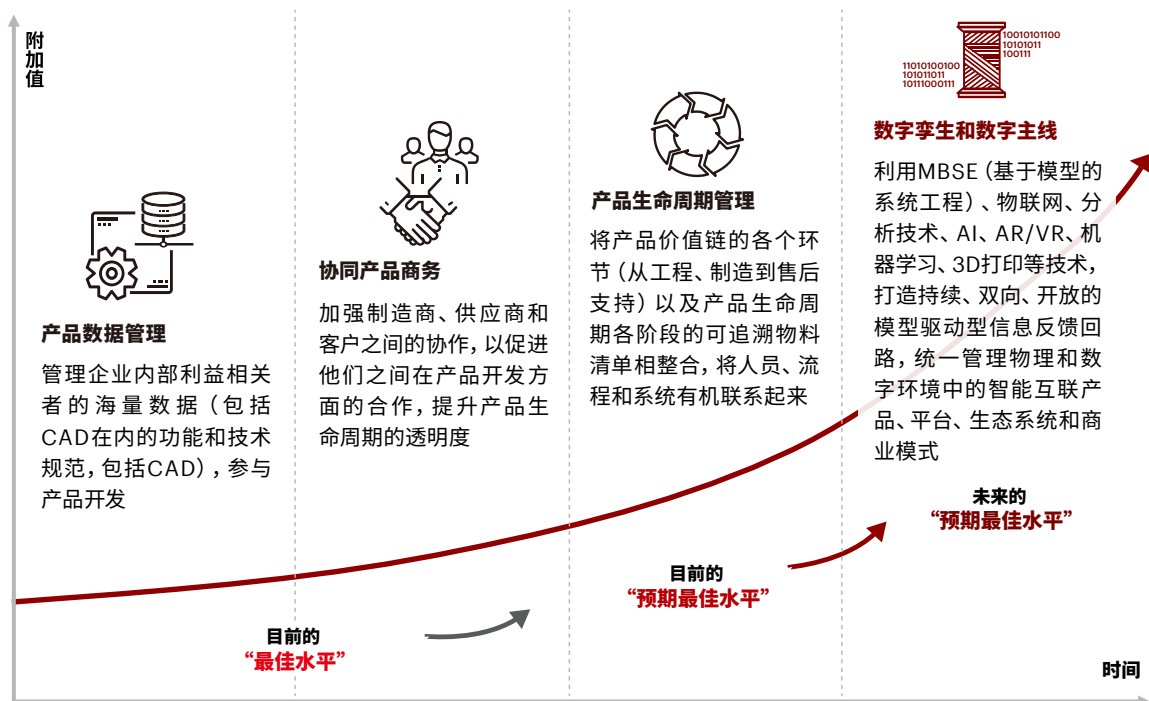 附加值
产品数据管理
管理企业内部利益相关
者的海量数据（包括
CAD在内的功能和技术
规范，包括CAD），参与
产品开发
协同产品商务
加强制造商、供应商和
客户之间的协作，以促进
他们之间在产品开发方
面的合作，提升产品生
命周期的透明度
产品生命周期管理
将产品价值链的各个环
节（从工程、制造到售后
支持）以及产品生命周
期各阶段的可追溯物料
清单相整合，将人员、流
程和系统有机联系起来
10010101100
10101011
100111
11010100100
101011011
10111000111
数字孪生和数字主线
利用MBSE（基于模型的
系统工程）、物联网、分
析技术、AI、AR/VR、机
器学习、3D打印等技术，
打造持续、双向、开放的
模型驱动型信息反馈回
路，统一管理物理和数
字环境中的智能互联产
品、平台、生态系统和商
业模式
目前的
“最佳水平”
目前的
“预期最佳水平”
未来的
“预期最佳水平”
时间